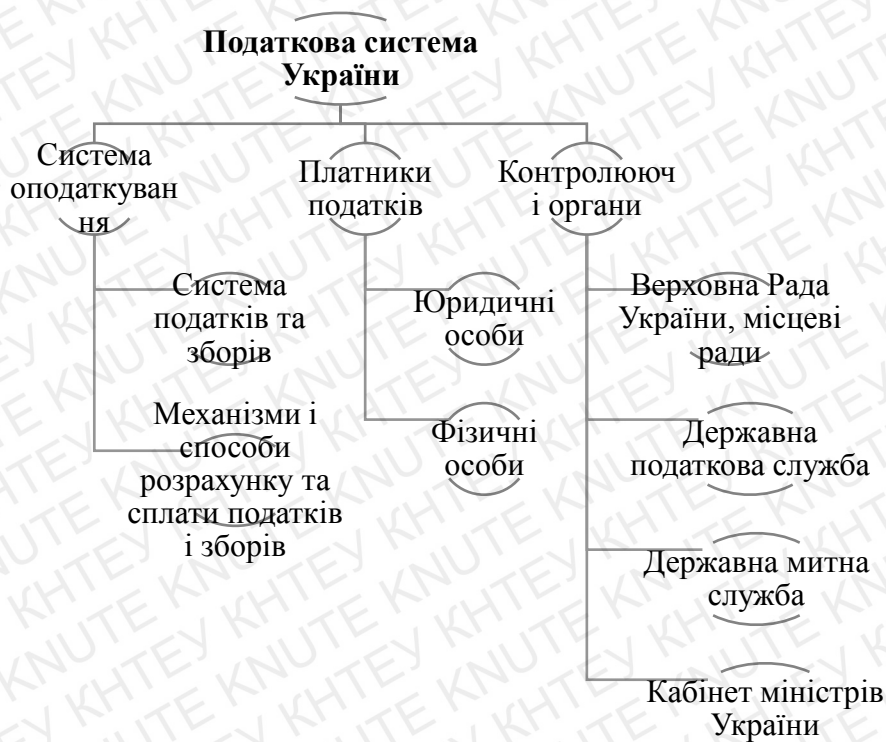 Податкова система
України
Система
оподаткуван
ня
Платники
податків
Контролююч
і органи
Система
податків та
зборів
Механізми і
способи
розрахунку та
сплати податків
і зборів
Юридичні
особи
Фізичні
особи
Верховна Рада
України, місцеві
ради
Державна
податкова служба
Державна митна
служба
Кабінет міністрів
України